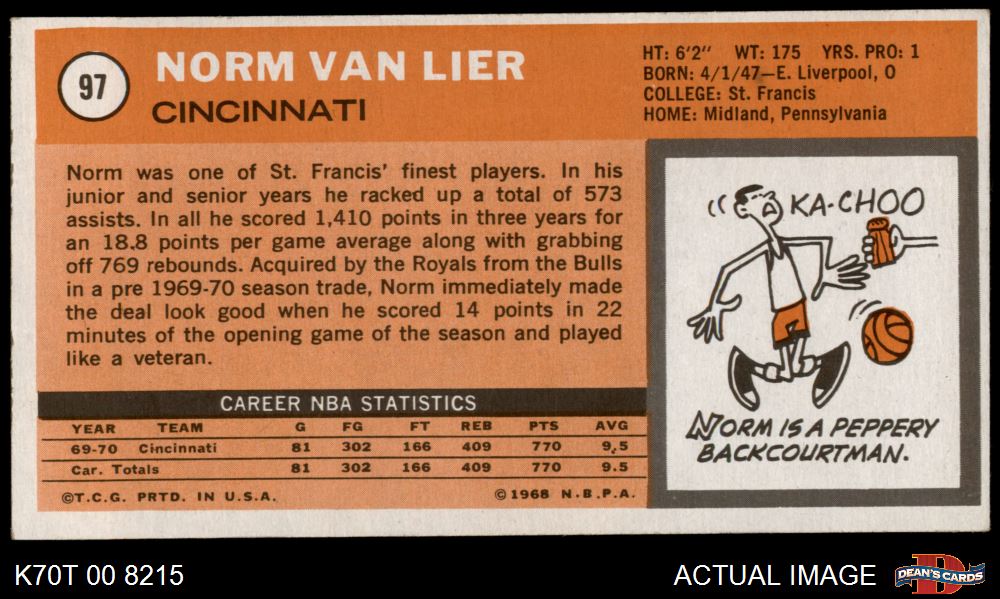 97
NORM VAN LIER
CINCINNATI
HT: 6'2" WT: 175 YRS. PRO: 1
BORN: 4/1/47—E. Liverpool, O
COLLEGE: St. Francis
HOME: Midland, Pennsylvania
Norm was one of St. Francis' finest players. In his
junior and senior years he racked up a total of 573
assists. In all he scored 1,410 points in three years for
an 18.8 points per game average along with grabbing
off 769 rebounds. Acquired by the Royals from the Bulls
in a pre 1969-70 season trade, Norm immediately made
the deal look good when he scored 14 points in 22
minutes of the opening game of the season and played
like a veteran.
KA-CHOO
NORM IS A PEPPERY
BACKCOURTMAN.
CAREER NBA STATISTICS
YEAR TEAM G FG FT REB PTS AVG
69-70 Cincinnati 81 302 166 409 770 9.5
Car. Totals 81 302 166 409 770 9.5
©T.C.G. PRTD. IN U.S.A. ©1968 N.B.P.A.
K70T 00 8215
ACTUAL IMAGE
D
DEAN'S CARDS